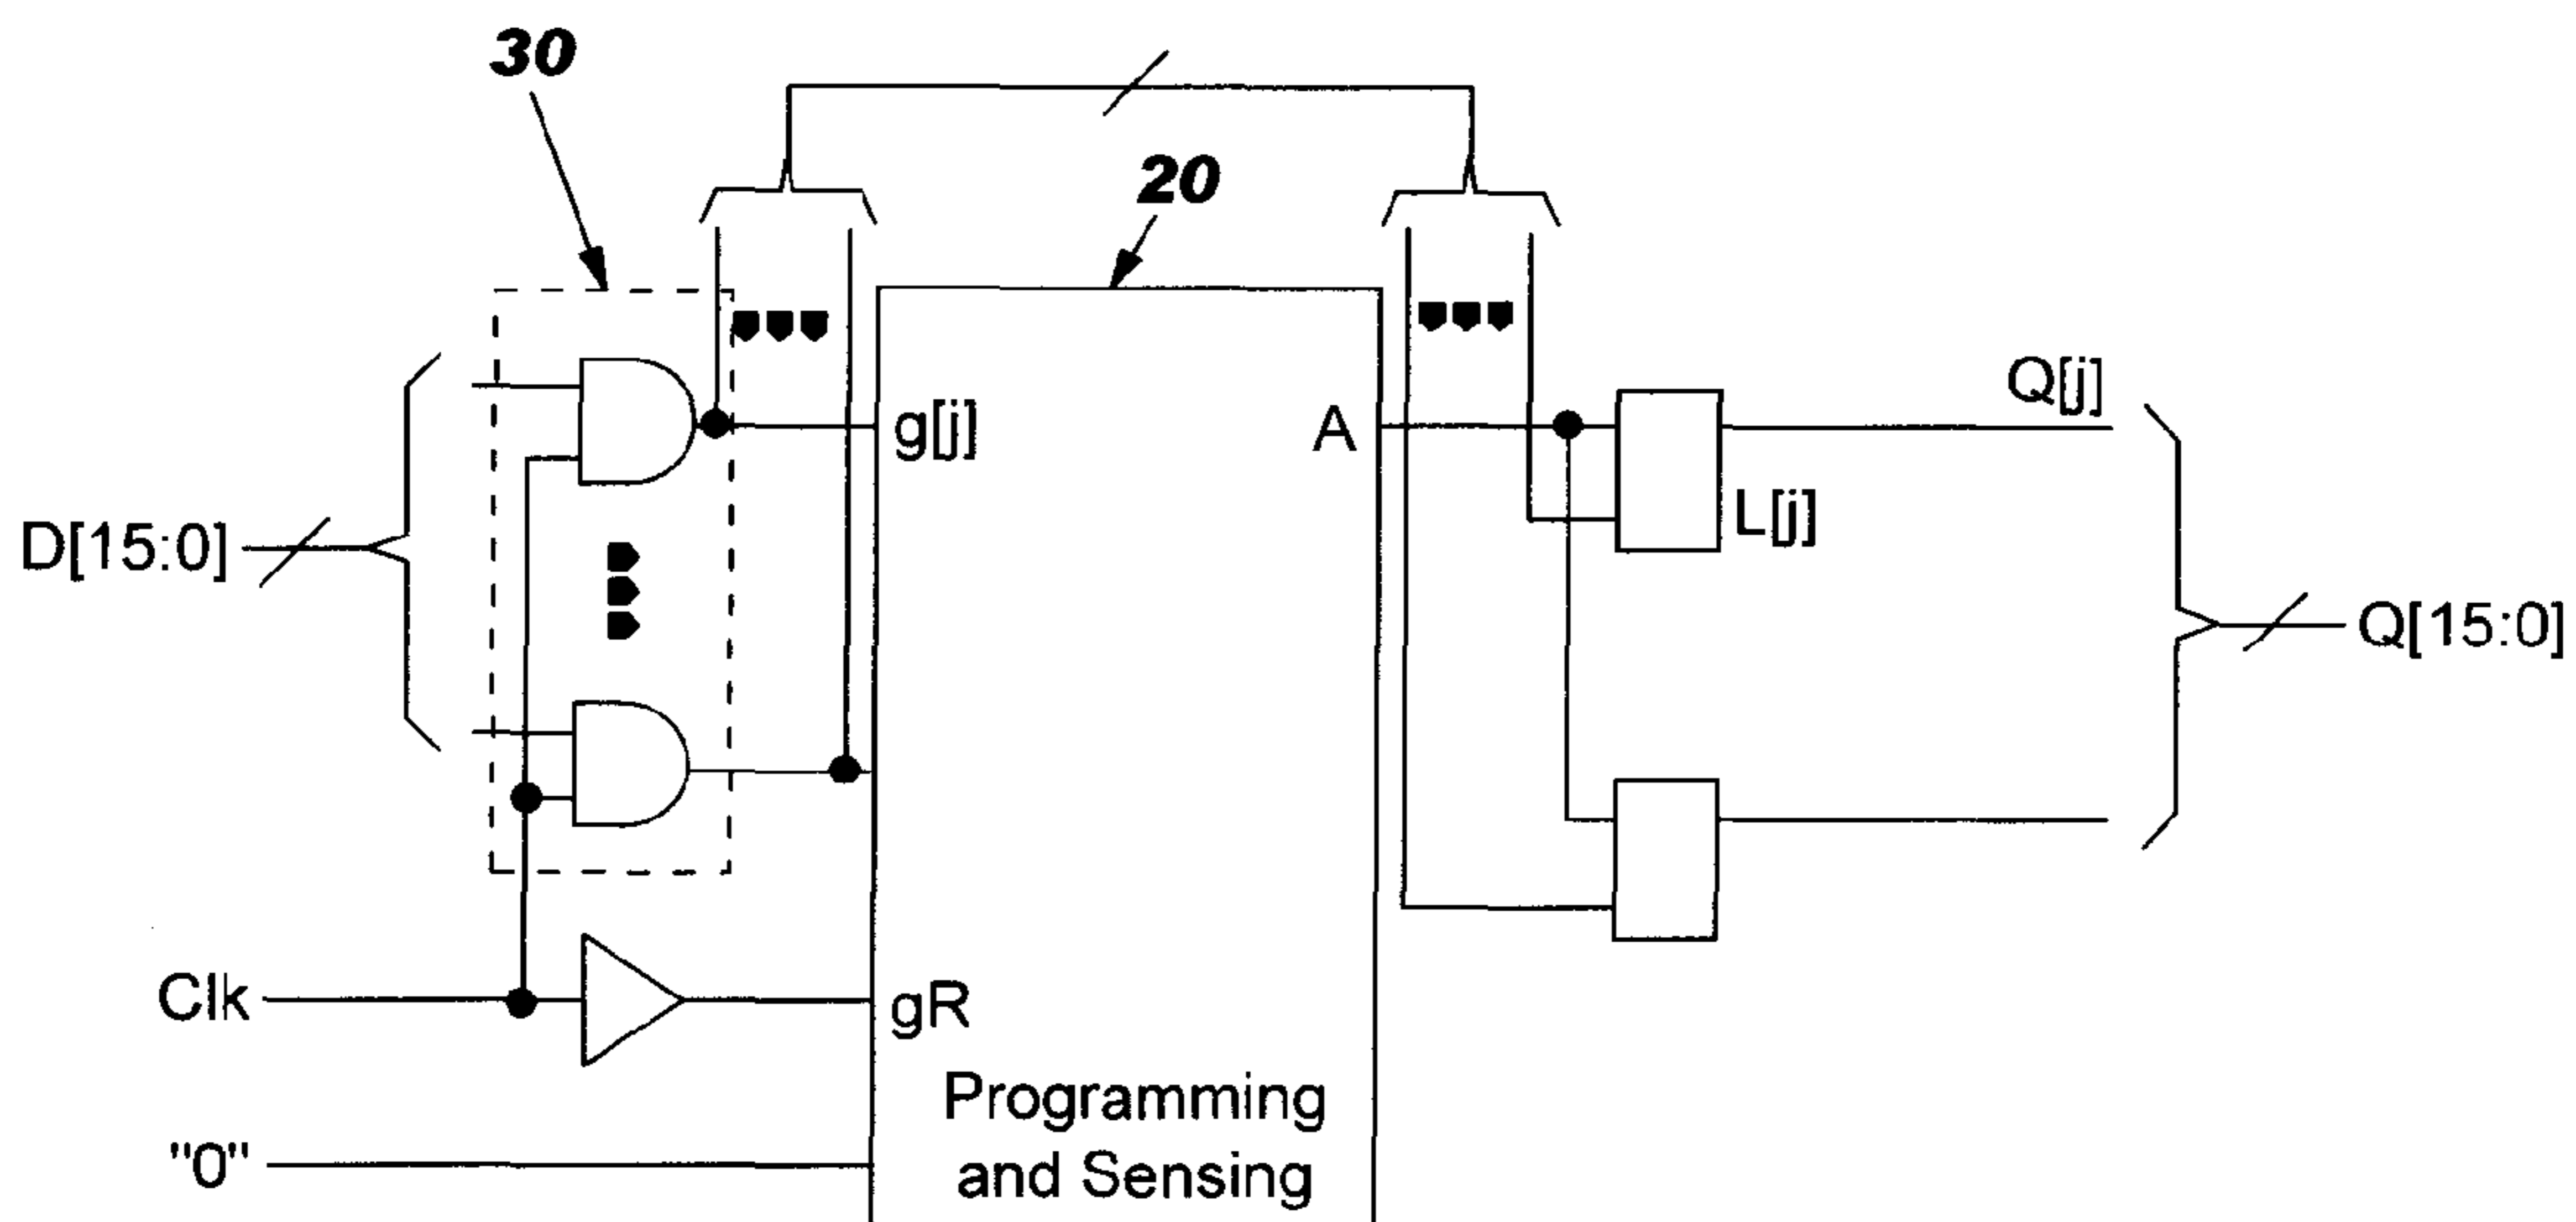 30
20
g[j]
A
Q[j]
D[15:0]
L[j]
Q[15:0]
Clk
gR
Programming
and Sensing
"0"